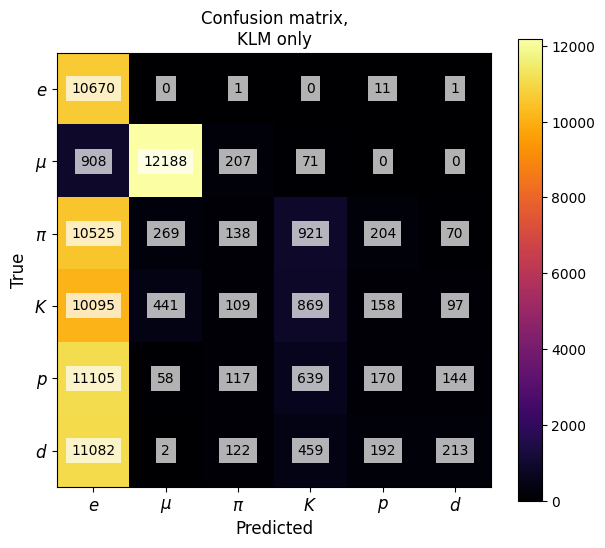 Confusion matrix,
KLM only
True
e 10670 0 1 0 11 1
μ 908 12188 207 71 0 0
π 10525 269 138 921 204 70
K 10095 441 109 869 158 97
p 11105 58 117 639 170 144
d 11082 2 122 459 192 213
e μ π K p d
Predicted
12000
10000
8000
6000
4000
2000
0